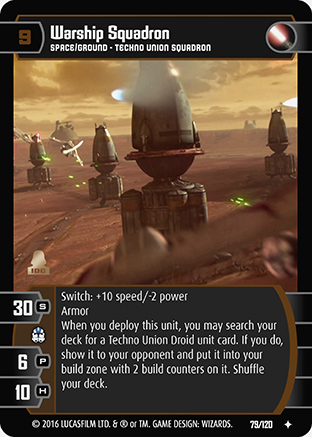 9
Warship Squadron
SPACE/GROUND - TECHNO UNION SQUADRON
IDC
30 S
6 P
10 H
Switch: +10 speed/-2 power
Armor
When you deploy this unit, you may search your
deck for a Techno Union Droid unit card. If you do,
show it to your opponent and put it into your
build zone with 2 build counters on it. Shuffle
your deck.
© 2016 LUCASFILM LTD. & ® or TM. GAME DESIGN: WIZARDS.
79/120